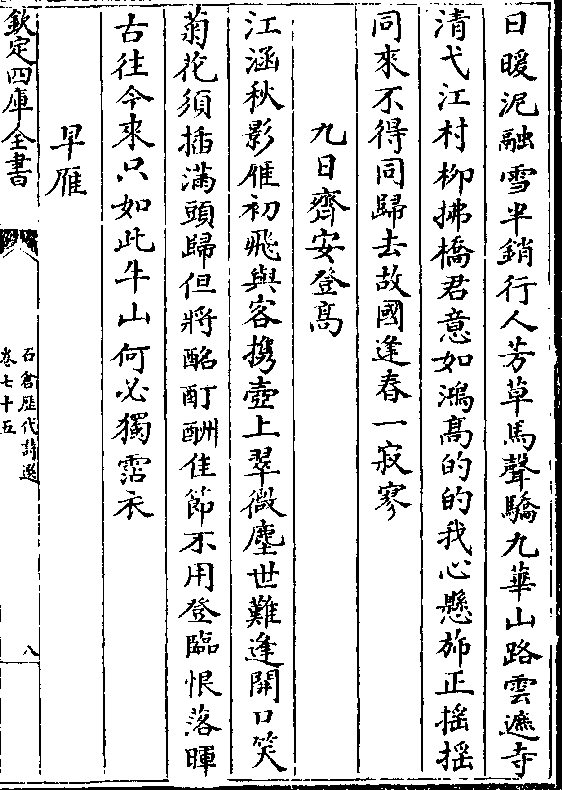 日暖泥融雪半銷行人芳草馬聲驕九華山路雲遮寺
清弋江村柳拂橋君意如鴻髙的的我心懸斾正搖搖
同來不得同歸去故國逢春一寂寥
九日齊安登髙
江涵秋影雁初飛與客携壺上翠微塵世難逢開口笑
菊花須插滿頭歸但將酩酊酬佳節不用登臨恨落暉
古往今來只如此牛山何必獨霑衣
早雁
欽定四庫全書
石倉歴代詩選
卷七十五
八